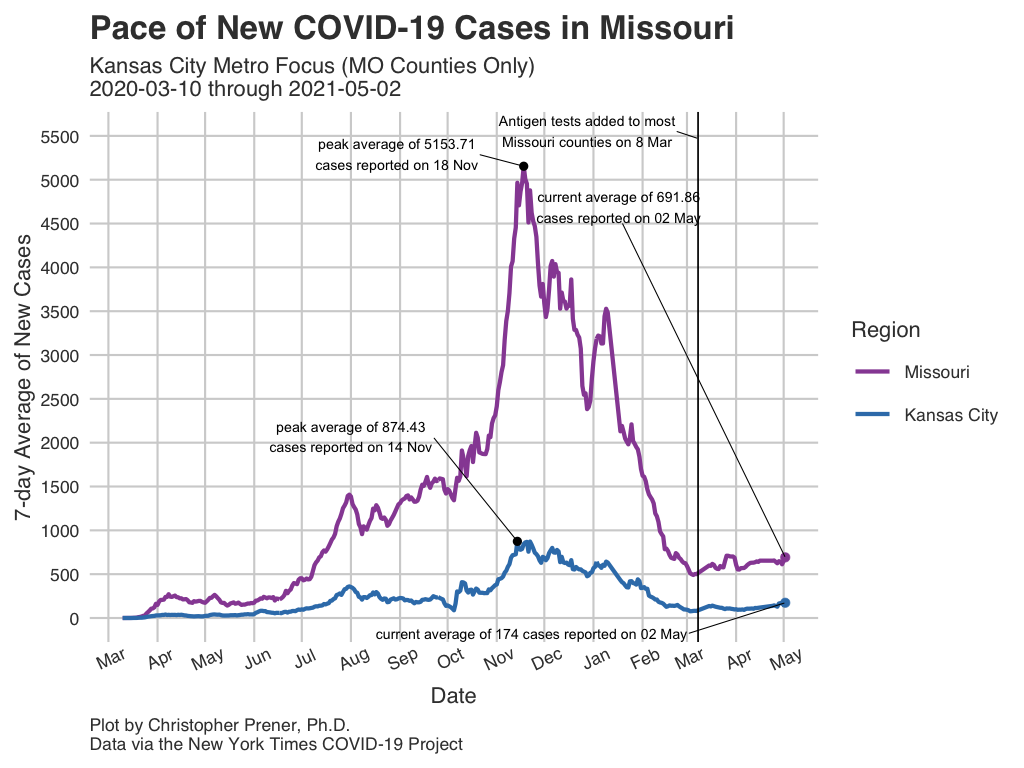 Pace of New COVID-19 Cases in Missouri
Kansas City Metro Focus (MO Counties Only)
2020-03-10 through 2021-05-02
7-day Average of New Cases
5500
5000
4500
4000
3500
3000
2500
2000
1500
1000
500
0
Antigen tests added to most
Missouri counties on 8 Mar
peak average of 5153.71
cases reported on 18 Nov
current average of 691.86
cases reported on 02 May
peak average of 874.43
cases reported on 14 Nov
current average of 174 cases reported on 02 May
Mar
Apr
May
Jun
Jul
Aug
Sep
Oct
Nov
Dec
Jan
Feb
Mar
Apr
May
Date
Region
Missouri
Kansas City
Plot by Christopher Prener, Ph.D.
Data via the New York Times COVID-19 Project